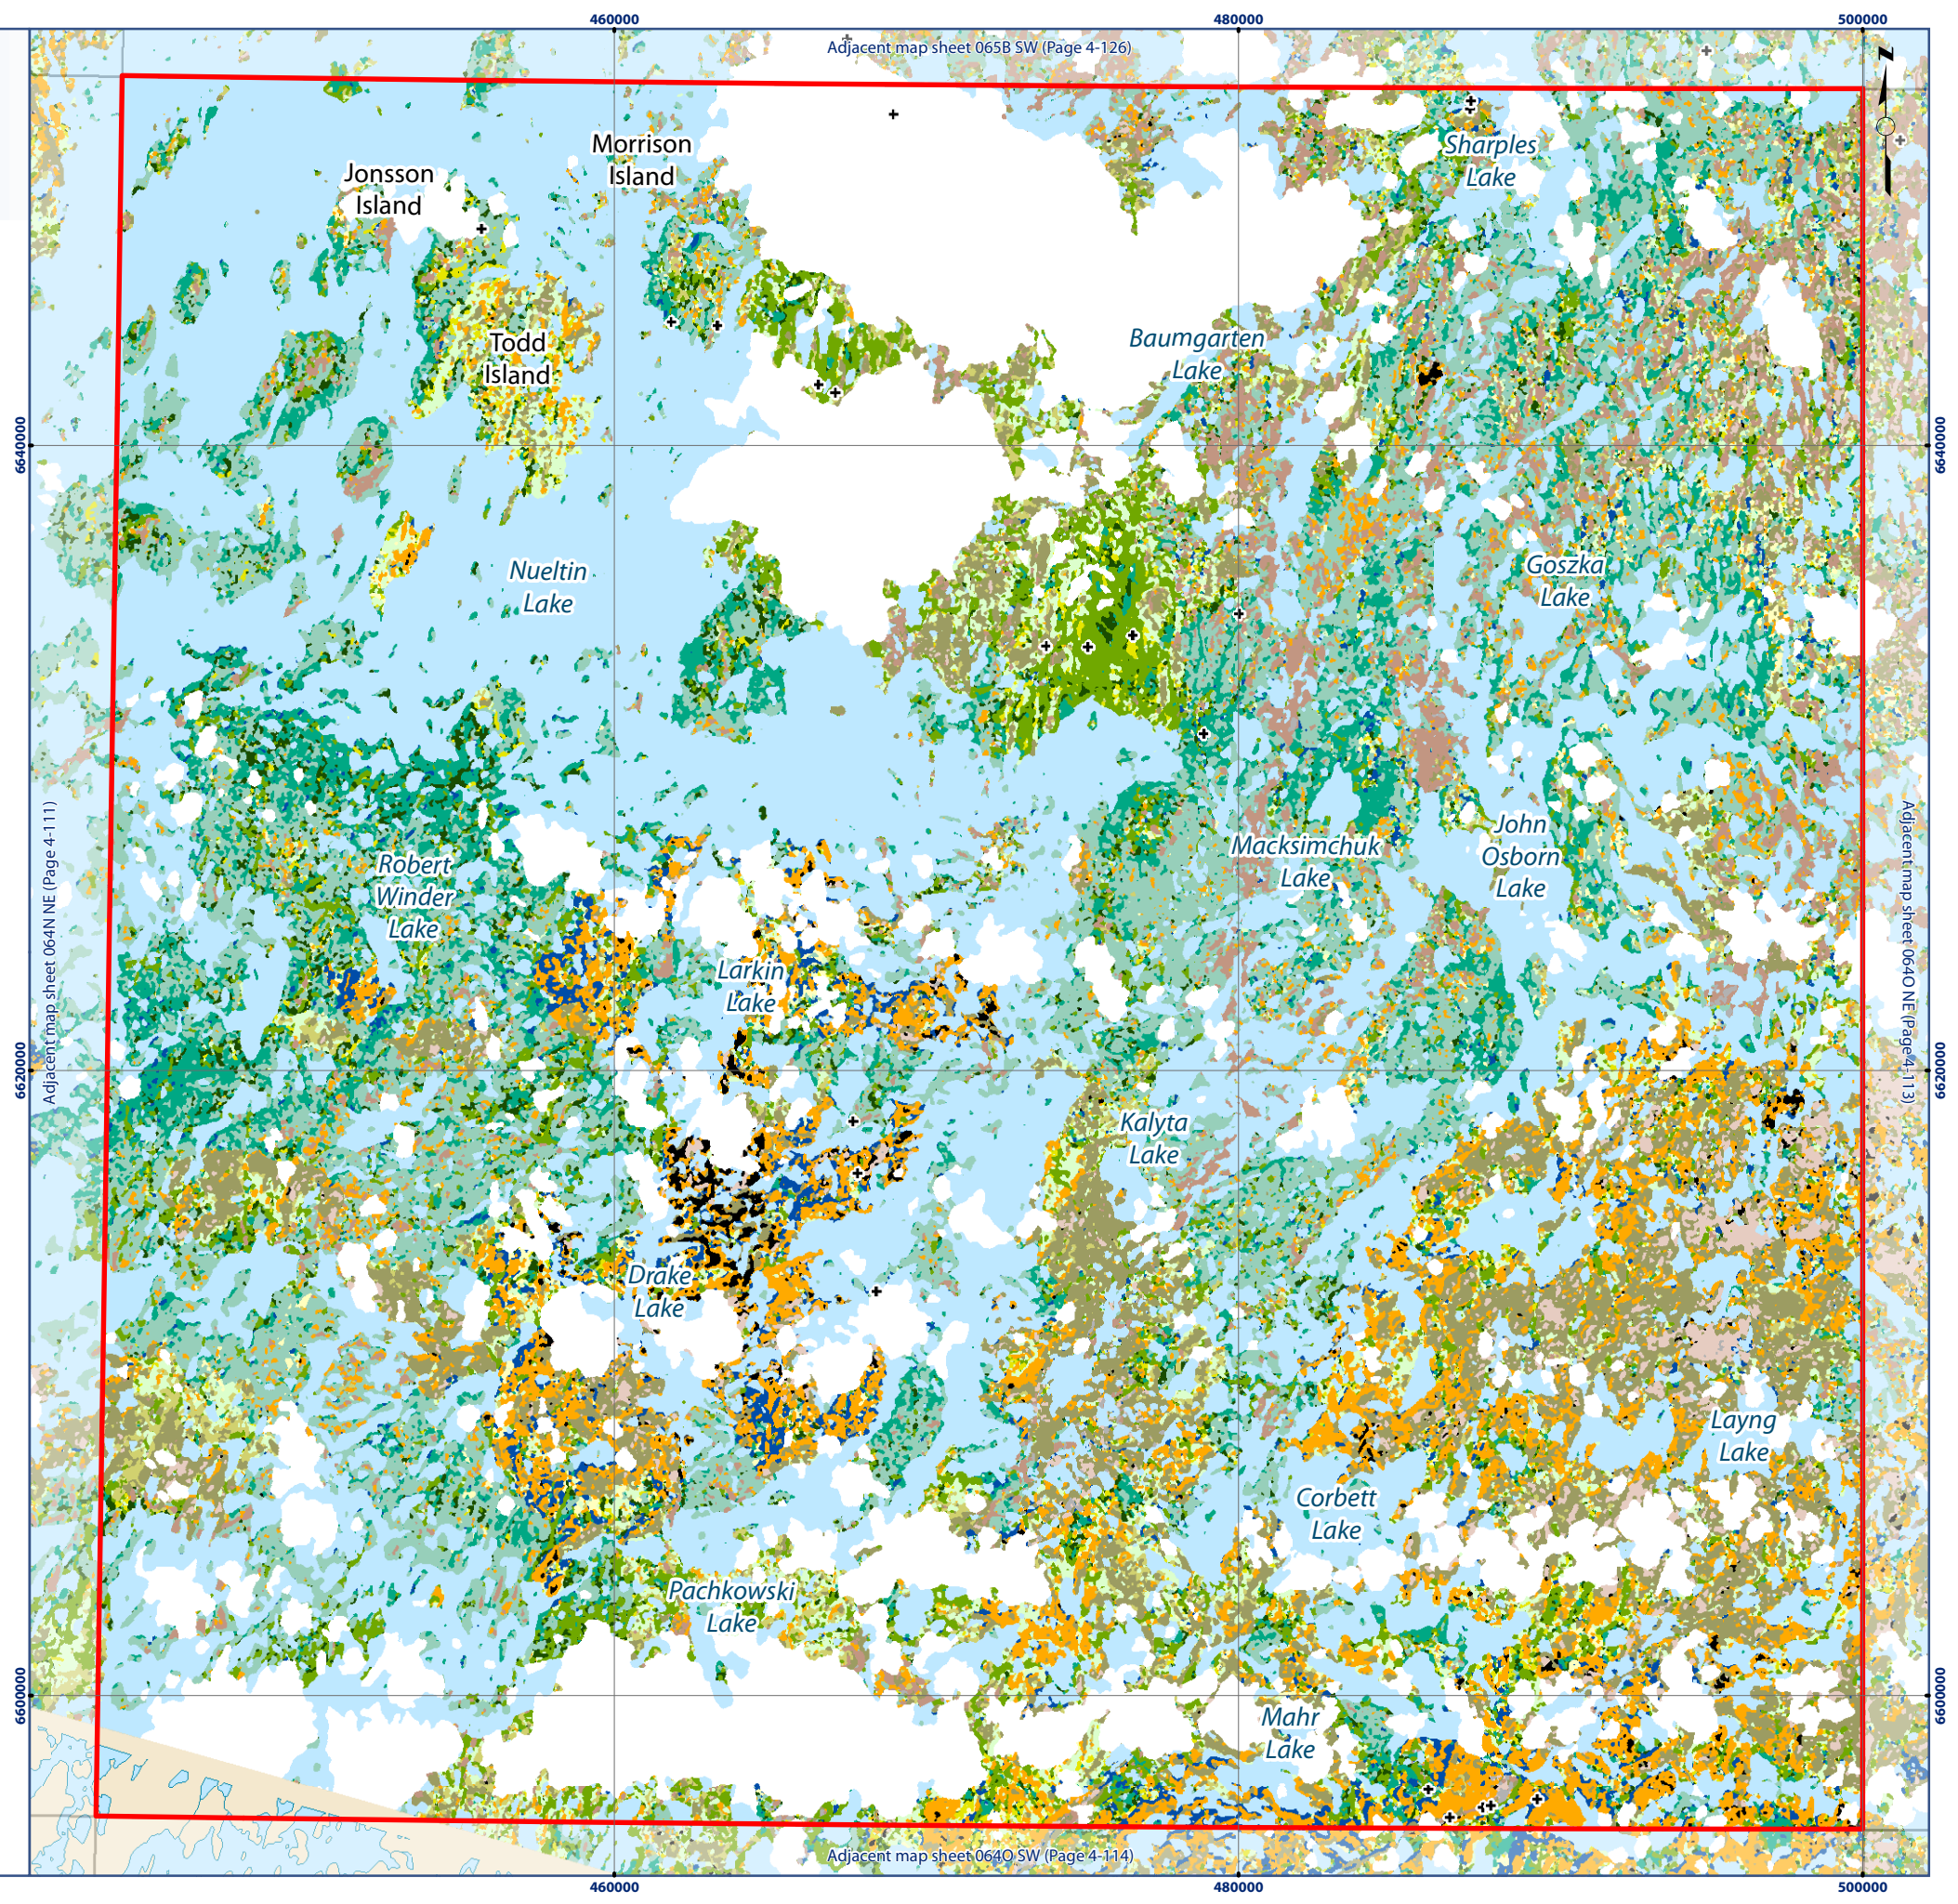 460000
480000
500000
Adjacent map sheet 065B SW (Page 4-126)
N
Morrison
Island
Sharples
Lake
Jonsson
Island
Todd
Island
Baumgarten
Lake
6640000
6640000
Nueltin
Lake
Goszka
Lake
Adjacent map sheet 064N NE (Page 4-111)
Adjacent map sheet 064O NE (Page 4-113)
Robert
Winder
Lake
Macksimchuk
Lake
John
Osborn
Lake
Larkin
Lake
6620000
6620000
Kalyta
Lake
Drake
Lake
Layng
Lake
Corbett
Lake
Pachkowski
Lake
6600000
6600000
Mahr
Lake
Adjacent map sheet 064O SW (Page 4-114)
460000
480000
500000